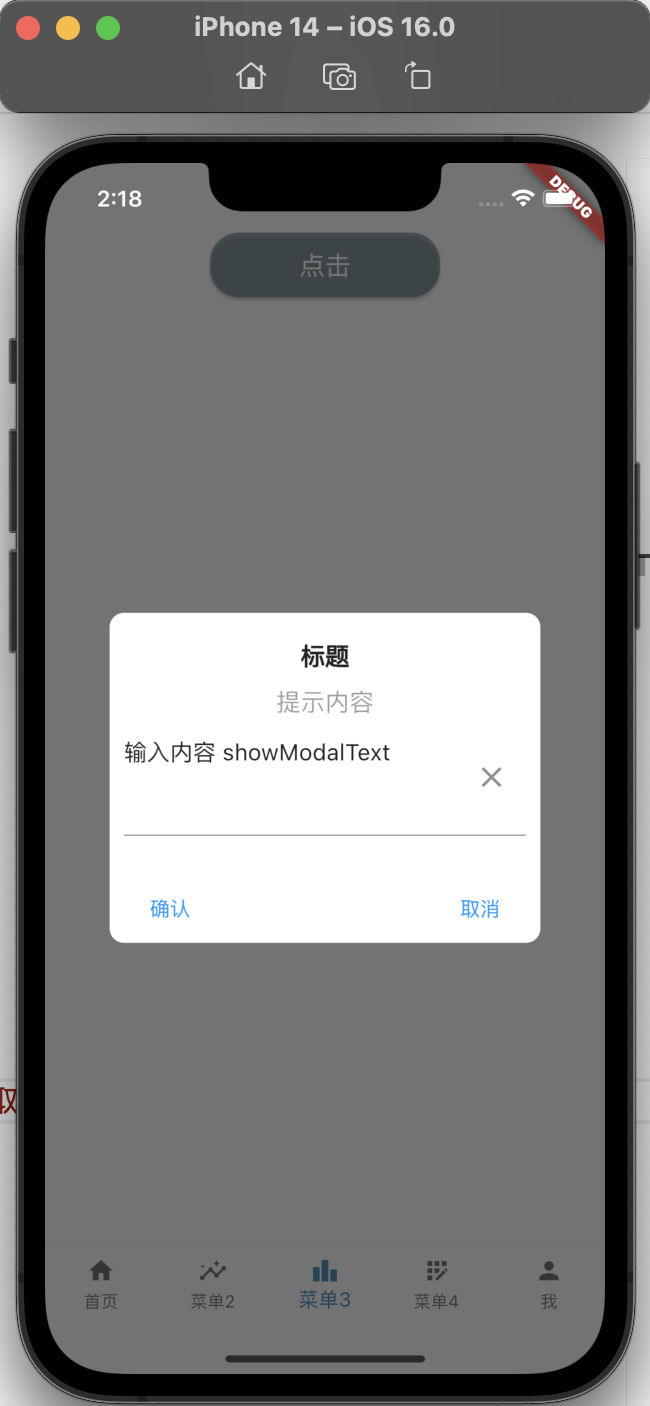 iPhone 14 – iOS 16.0
2:18
DEBUG
点击
标题
提示内容
输入内容 showModalText
确认
取消
首页
菜单2
菜单3
菜单4
我